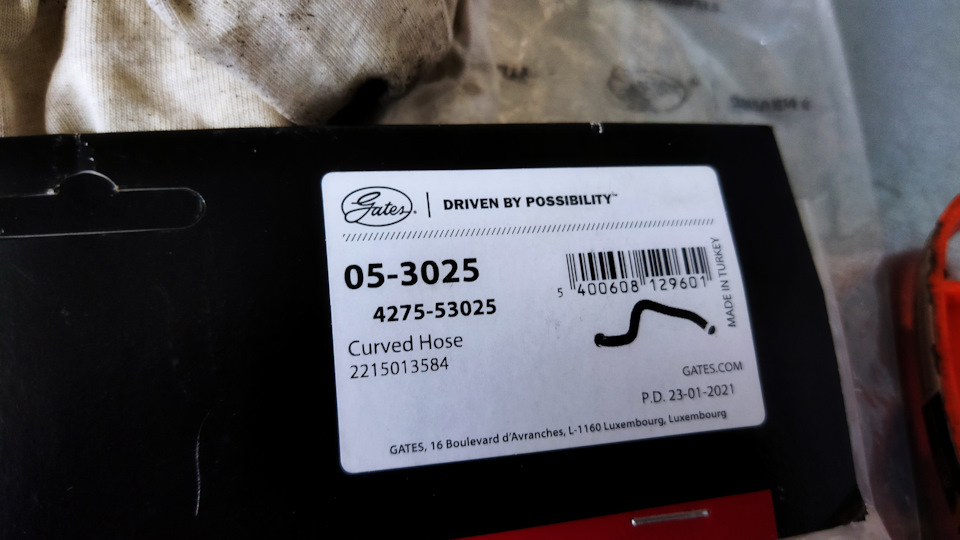 Gates.
DRIVEN BY POSSIBILITY™
05-3025
4275-53025
Curved Hose
2215013584
5 400608 129601
MADE IN TURKEY
GATES.COM
P.D. 23-01-2021
GATES, 16 Boulevard d'Avranches, L-1160 Luxembourg, Luxembourg